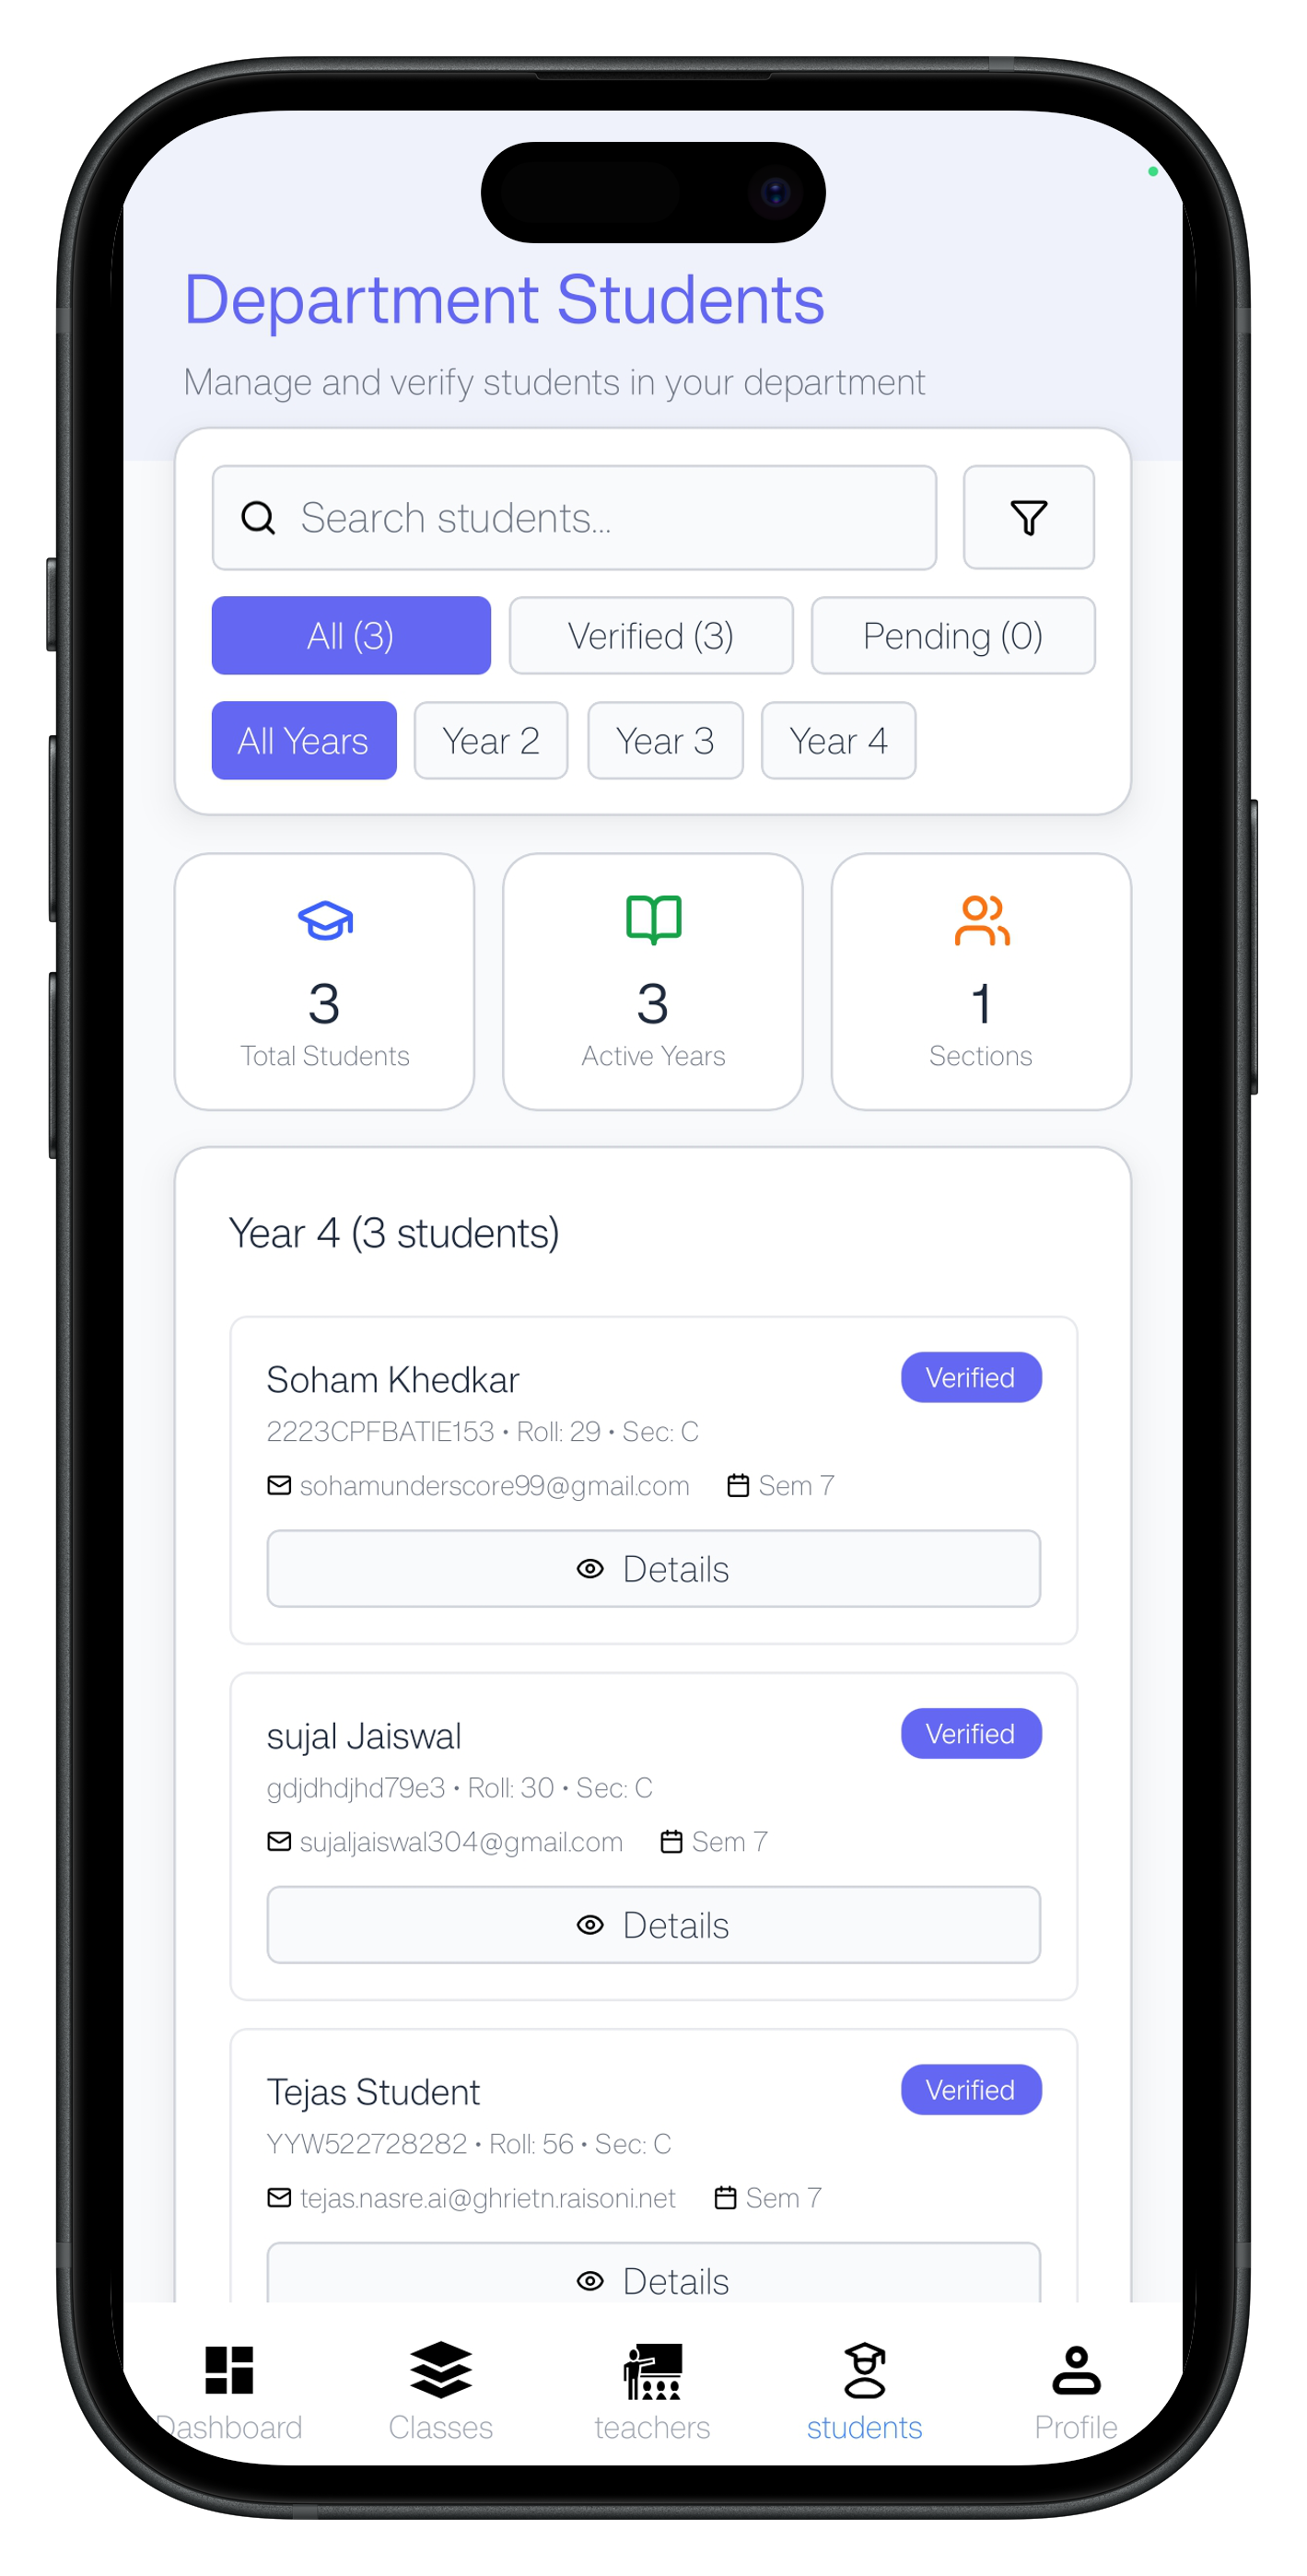 Department Students
Manage and verify students in your department
Search students...
All (3) Verified (3) Pending (0)
All Years Year 2 Year 3 Year 4
3 3 1
Total Students Active Years Sections
Year 4 (3 students)
Soham Khedkar Verified
2223CPFBATIE153 • Roll: 29 • Sec: C
sohamunderscore99@gmail.com Sem 7
Details
sujal Jaiswal Verified
gdjdhdjhd79e3 • Roll: 30 • Sec: C
sujaljaiswal304@gmail.com Sem 7
Details
Tejas Student Verified
YYW522728282 • Roll: 56 • Sec: C
tejas.nasre.ai@ghrietn.raisoni.net Sem 7
Details
Dashboard Classes teachers students Profile